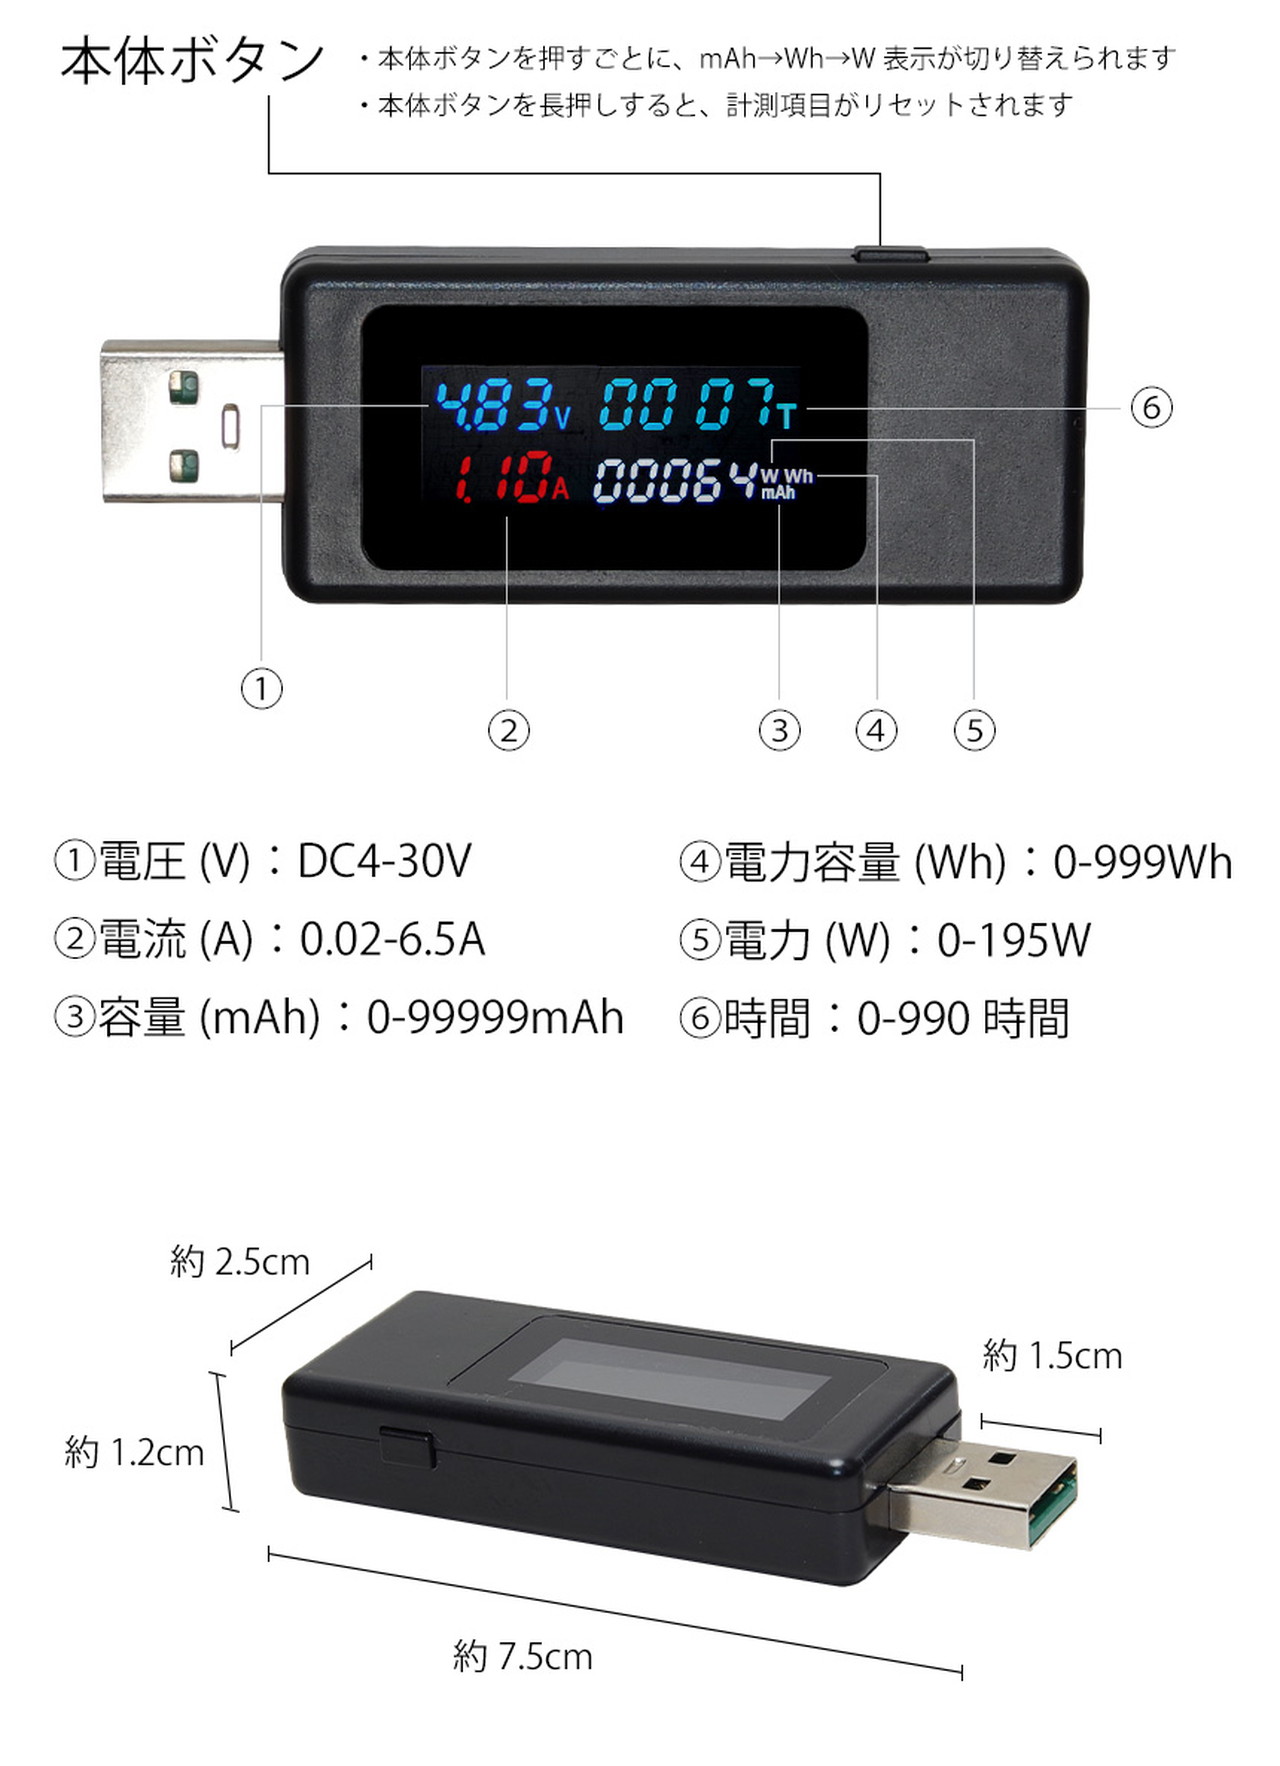 本体ボタン
・本体ボタンを押すごとに、mAh→Wh→W 表示が切り替えられます
・本体ボタンを長押しすると、計測項目がリセットされます
4.83V 00 07T
1.10A 00064W Wh
mAh
⑥
①
② ③ ④ ⑤
①電圧 (V)：DC4-30V
②電流 (A)：0.02-6.5A
③容量 (mAh)：0-99999mAh
④電力容量 (Wh)：0-999Wh
⑤電力 (W)：0-195W
⑥時間：0-990 時間
約 2.5cm
約 1.5cm
約 1.2cm
約 7.5cm